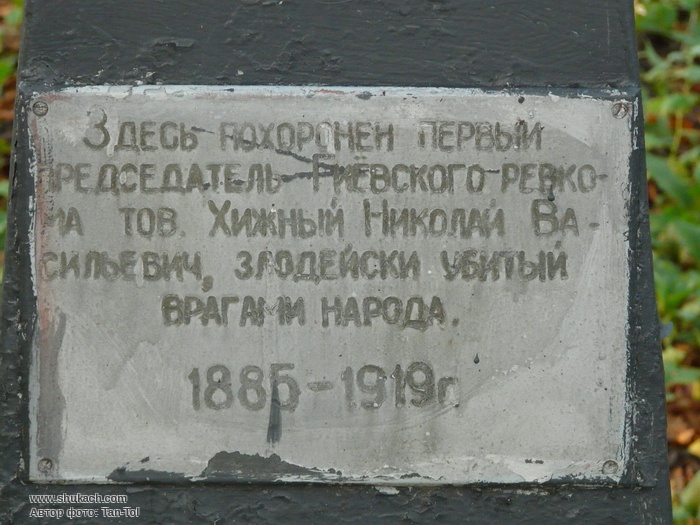 Здесь похоронен первый
председатель Гиёвского ревко-
ма тов. Хижный Николай Ва-
сильевич, злодейски убитый
врагами народа.
1885-1919г.
www.shukach.com
Автор фото: Tan-Tol